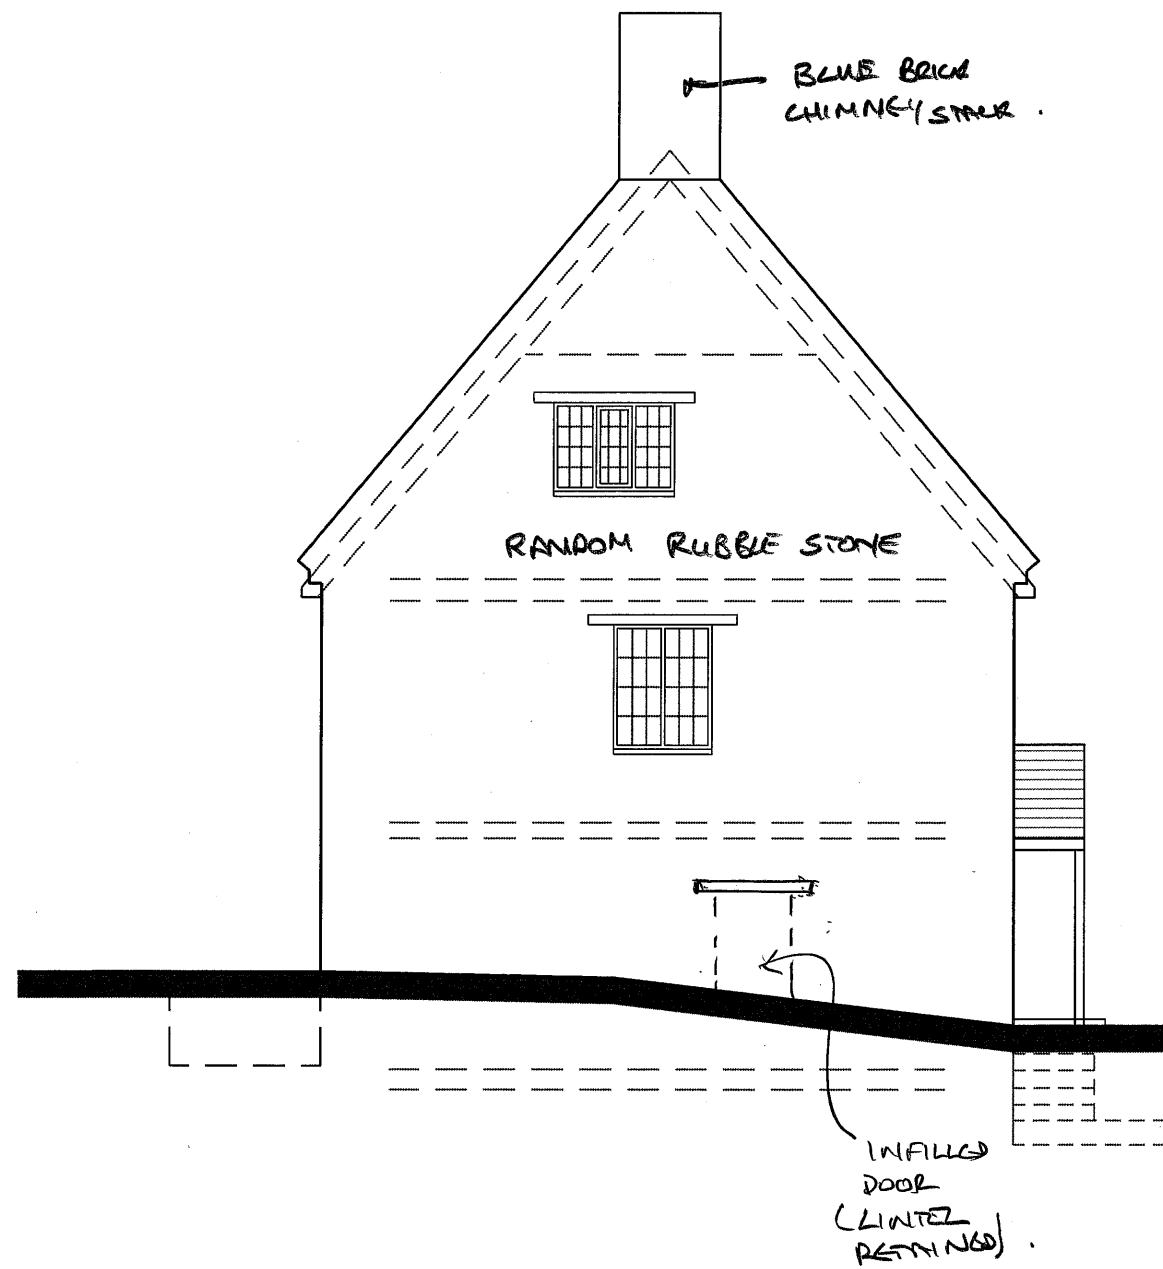 BLUE BRICK
CHIMNEY STACK .
RANDOM RUBBLE STONE
INFILLED
DOOR
(LINTEL
RETAINED) .